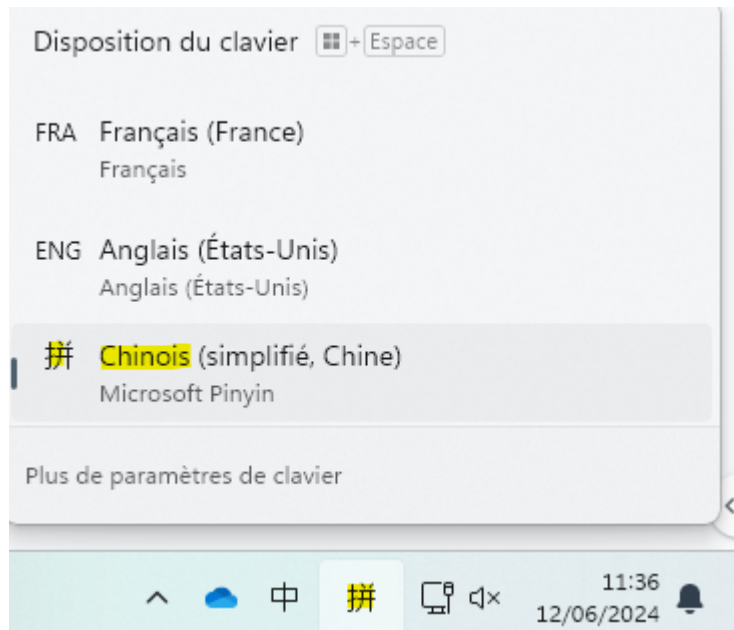 Disposition du clavier + Espace
FRA Français (France)
Français
ENG Anglais (États-Unis)
Anglais (États-Unis)
拼 Chinois (simplifié, Chine)
Microsoft Pinyin
Plus de paramètres de clavier
中 拼 11:36
12/06/2024